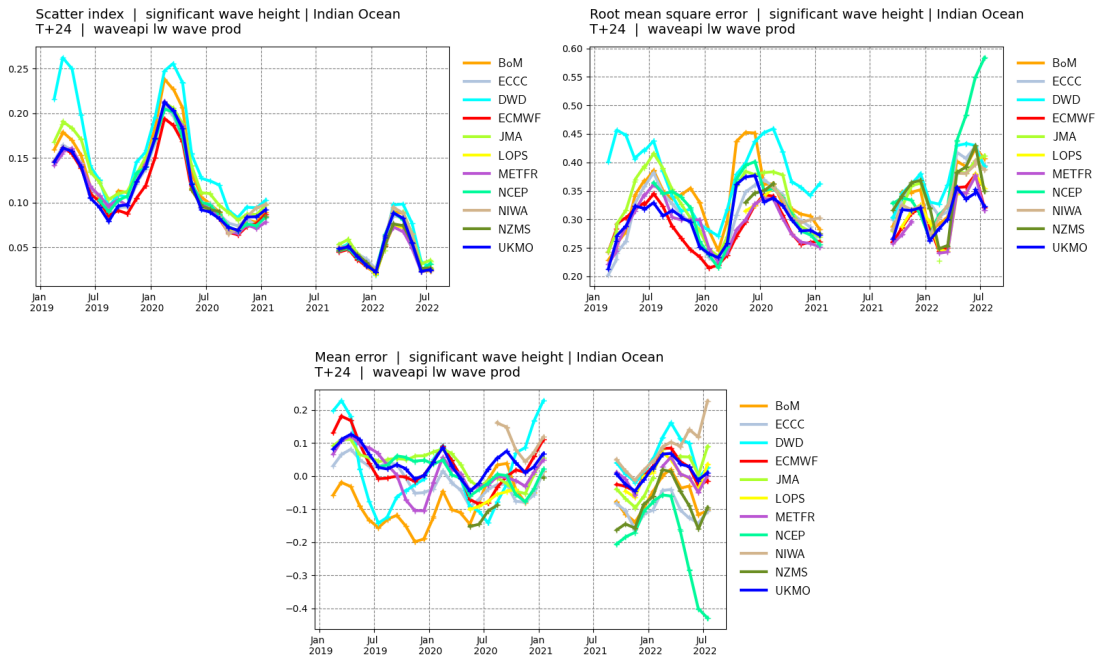 Scatter index  |  significant wave height | Indian Ocean
T+24  |  waveapi lw wave prod
0.25
0.20
0.15
0.10
0.05
Jan 2019
Jul 2019
Jan 2020
Jul 2020
Jan 2021
Jul 2021
Jan 2022
Jul 2022
BoM
ECCC
DWD
ECMWF
JMA
LOPS
METFR
NCEP
NIWA
NZMS
UKMO
Root mean square error  |  significant wave height | Indian Ocean
T+24  |  waveapi lw wave prod
0.60
0.55
0.50
0.45
0.40
0.35
0.30
0.25
0.20
Jan 2019
Jul 2019
Jan 2020
Jul 2020
Jan 2021
Jul 2021
Jan 2022
Jul 2022
BoM
ECCC
DWD
ECMWF
JMA
LOPS
METFR
NCEP
NIWA
NZMS
UKMO
Mean error  |  significant wave height | Indian Ocean
T+24  |  waveapi lw wave prod
0.2
0.1
0.0
−0.1
−0.2
−0.3
−0.4
Jan 2019
Jul 2019
Jan 2020
Jul 2020
Jan 2021
Jul 2021
Jan 2022
Jul 2022
BoM
ECCC
DWD
ECMWF
JMA
LOPS
METFR
NCEP
NIWA
NZMS
UKMO